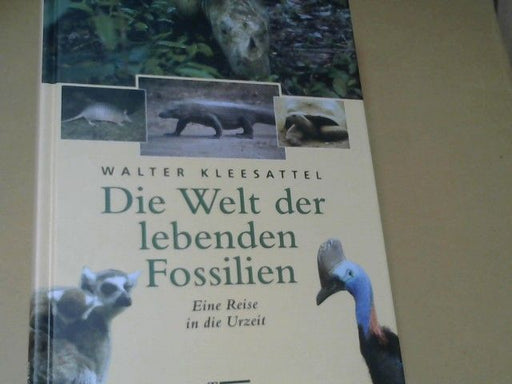 WALTER KLEESATTEL
Die Welt der
lebenden
Fossilien
Eine Reise
in die Urzeit